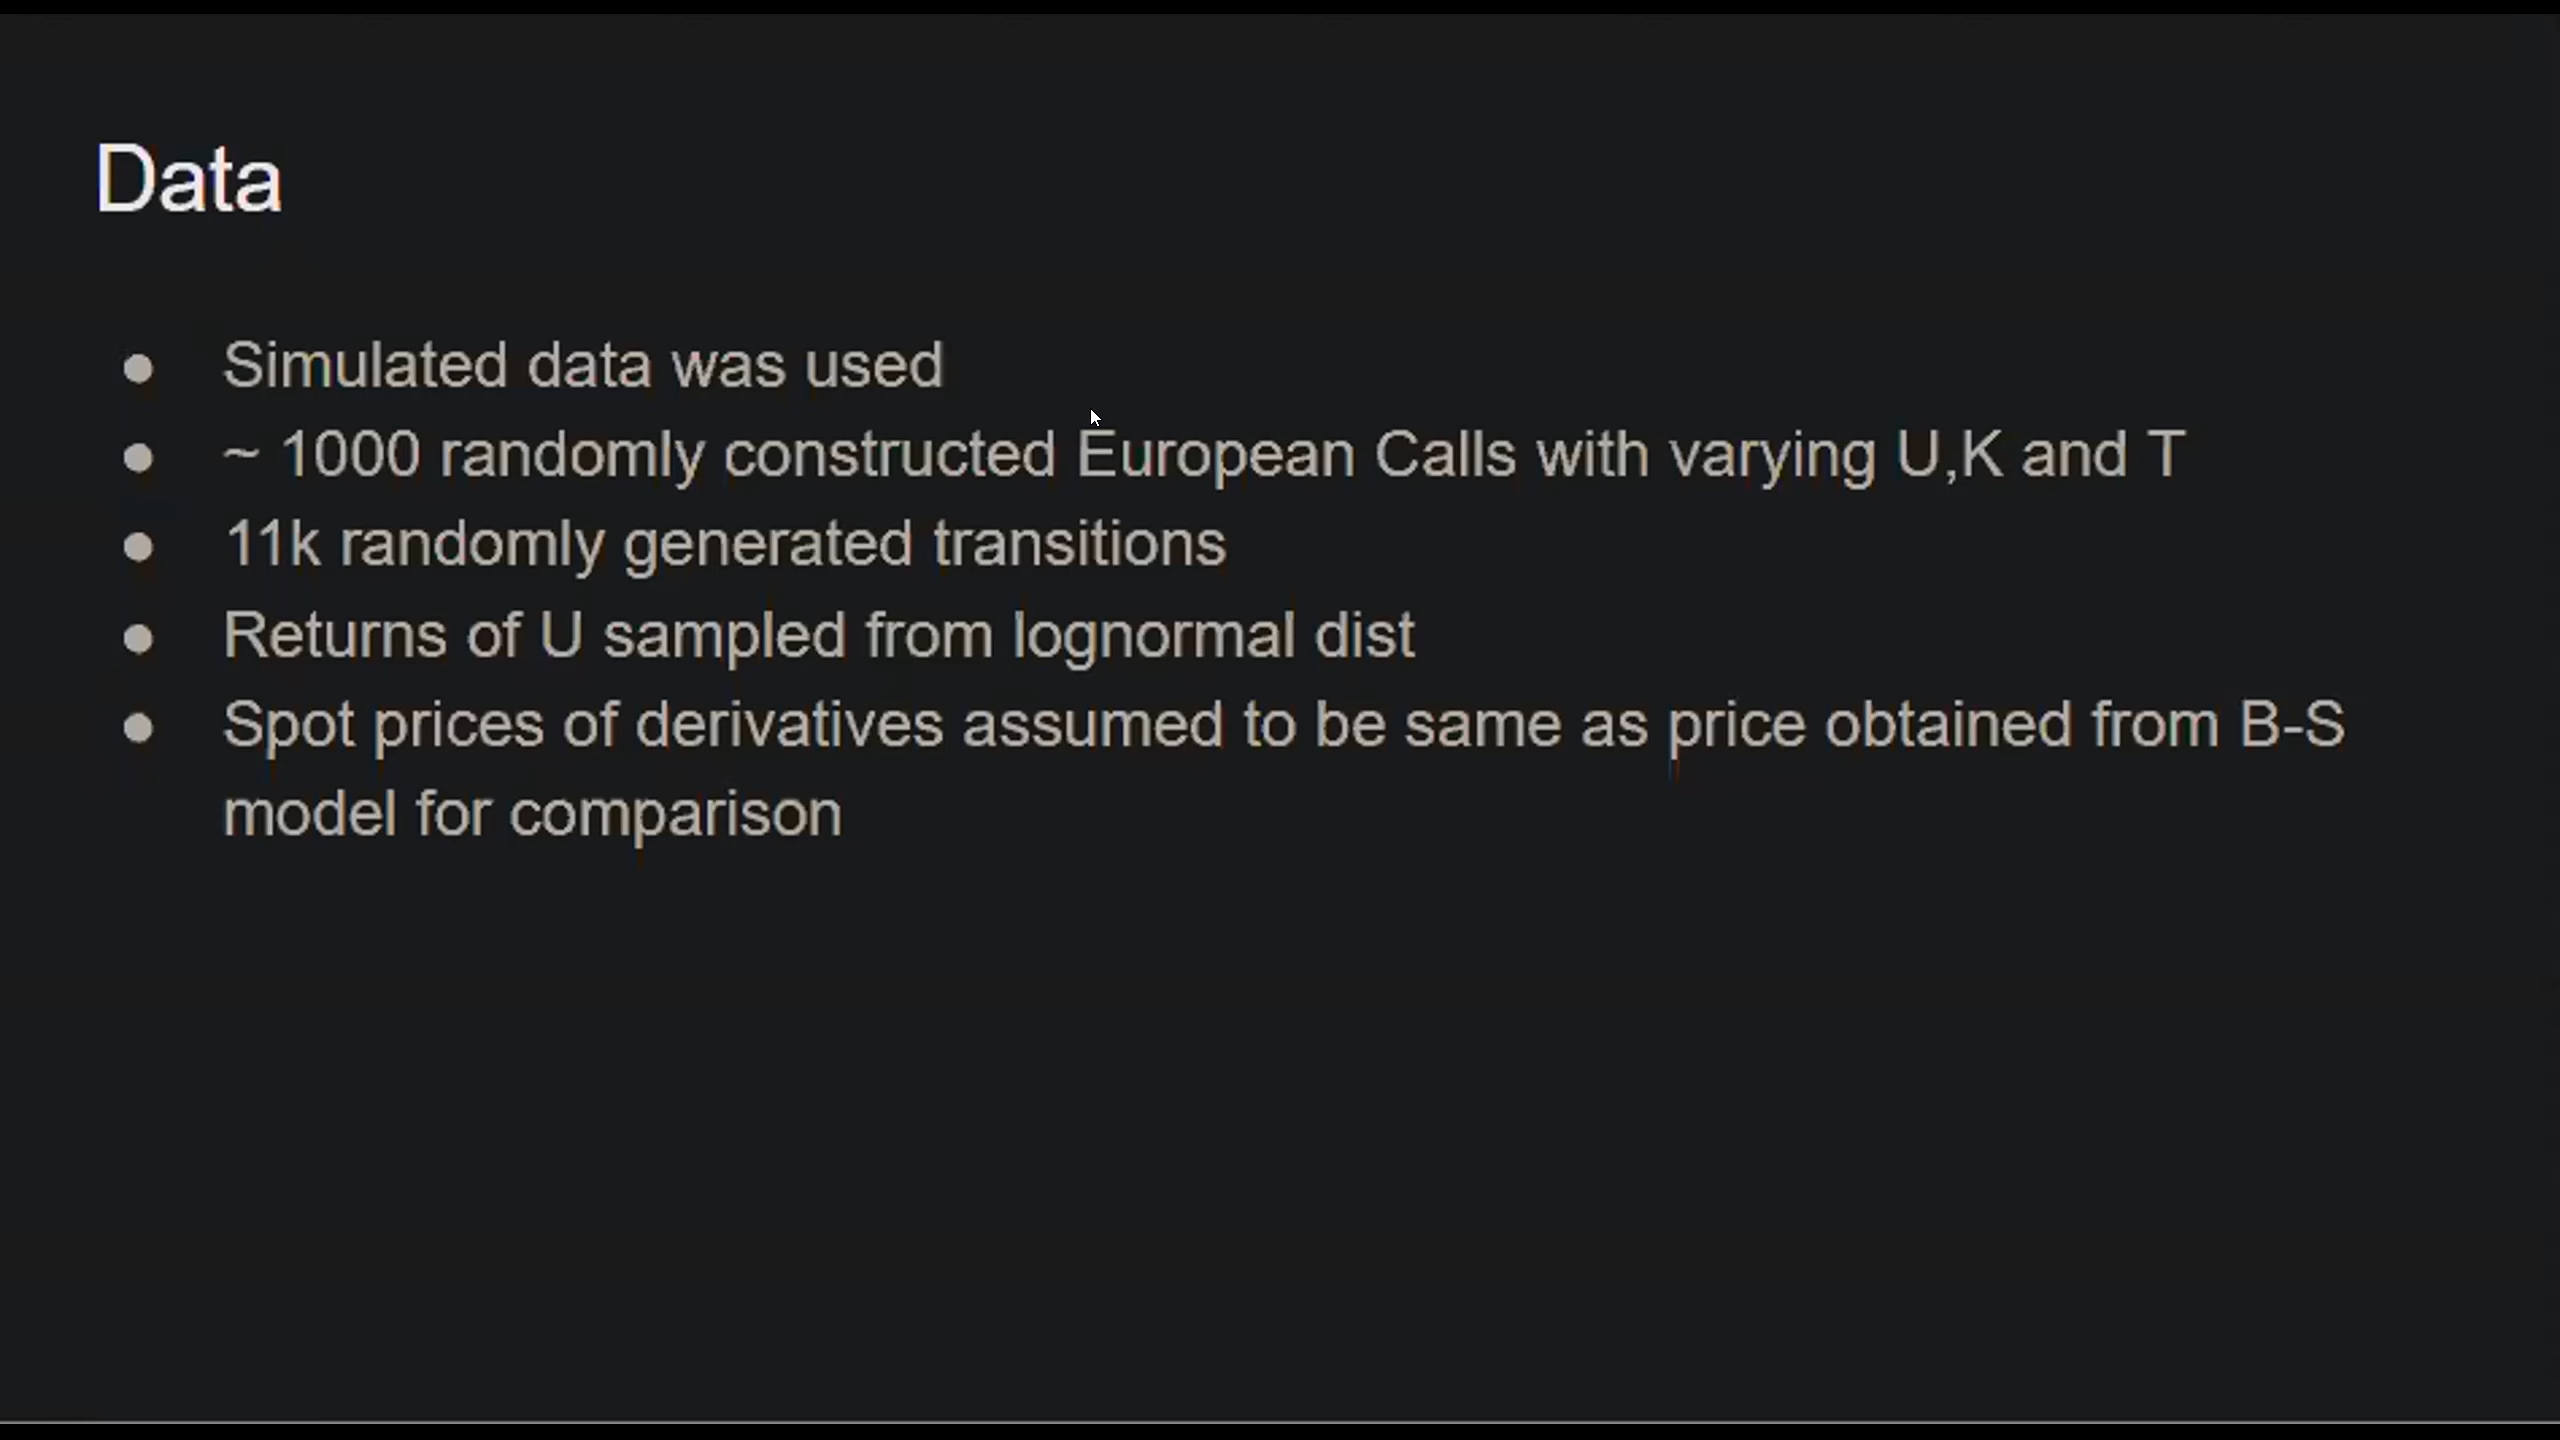 Data
● Simulated data was used
● ~ 1000 randomly constructed European Calls with varying U,K and T
● 11k randomly generated transitions
● Returns of U sampled from lognormal dist
● Spot prices of derivatives assumed to be same as price obtained from B-S
model for comparison